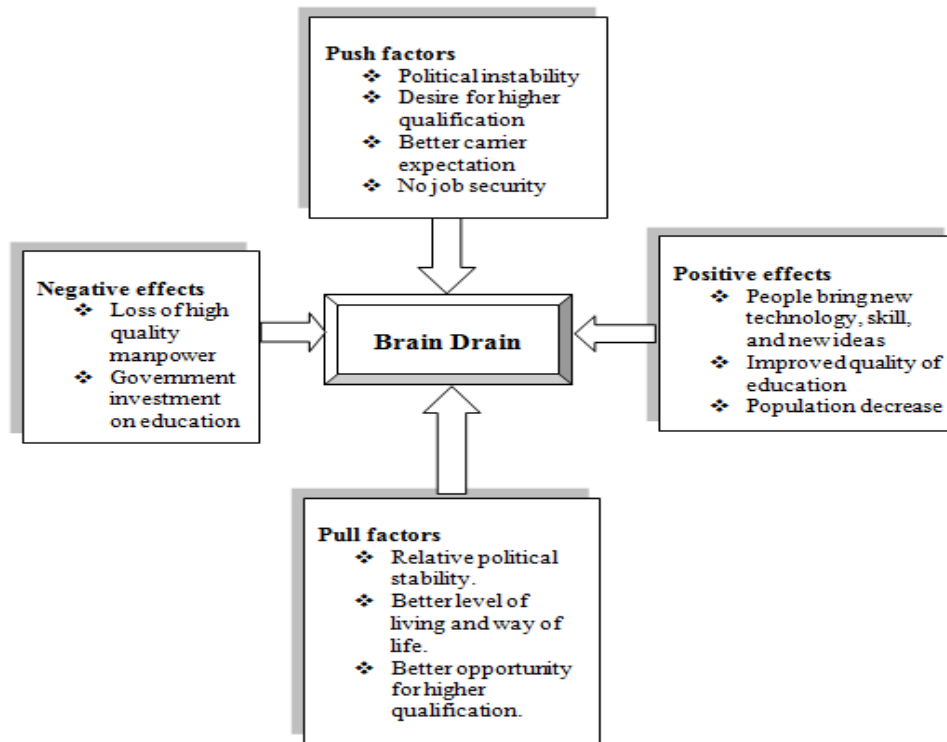 Push factors
❖ Political instability
❖ Desire for higher
qualification
❖ Better carrier
expectation
❖ No job security
Negative effects
❖ Loss of high
quality
manpower
❖ Government
investment
on education
Brain Drain
Positive effects
❖ People bring new
technology, skill,
and new ideas
❖ Improved quality of
education
❖ Population decrease
Pull factors
❖ Relative political
stability.
❖ Better level of
living and way of
life.
❖ Better opportunity
for higher
qualification.